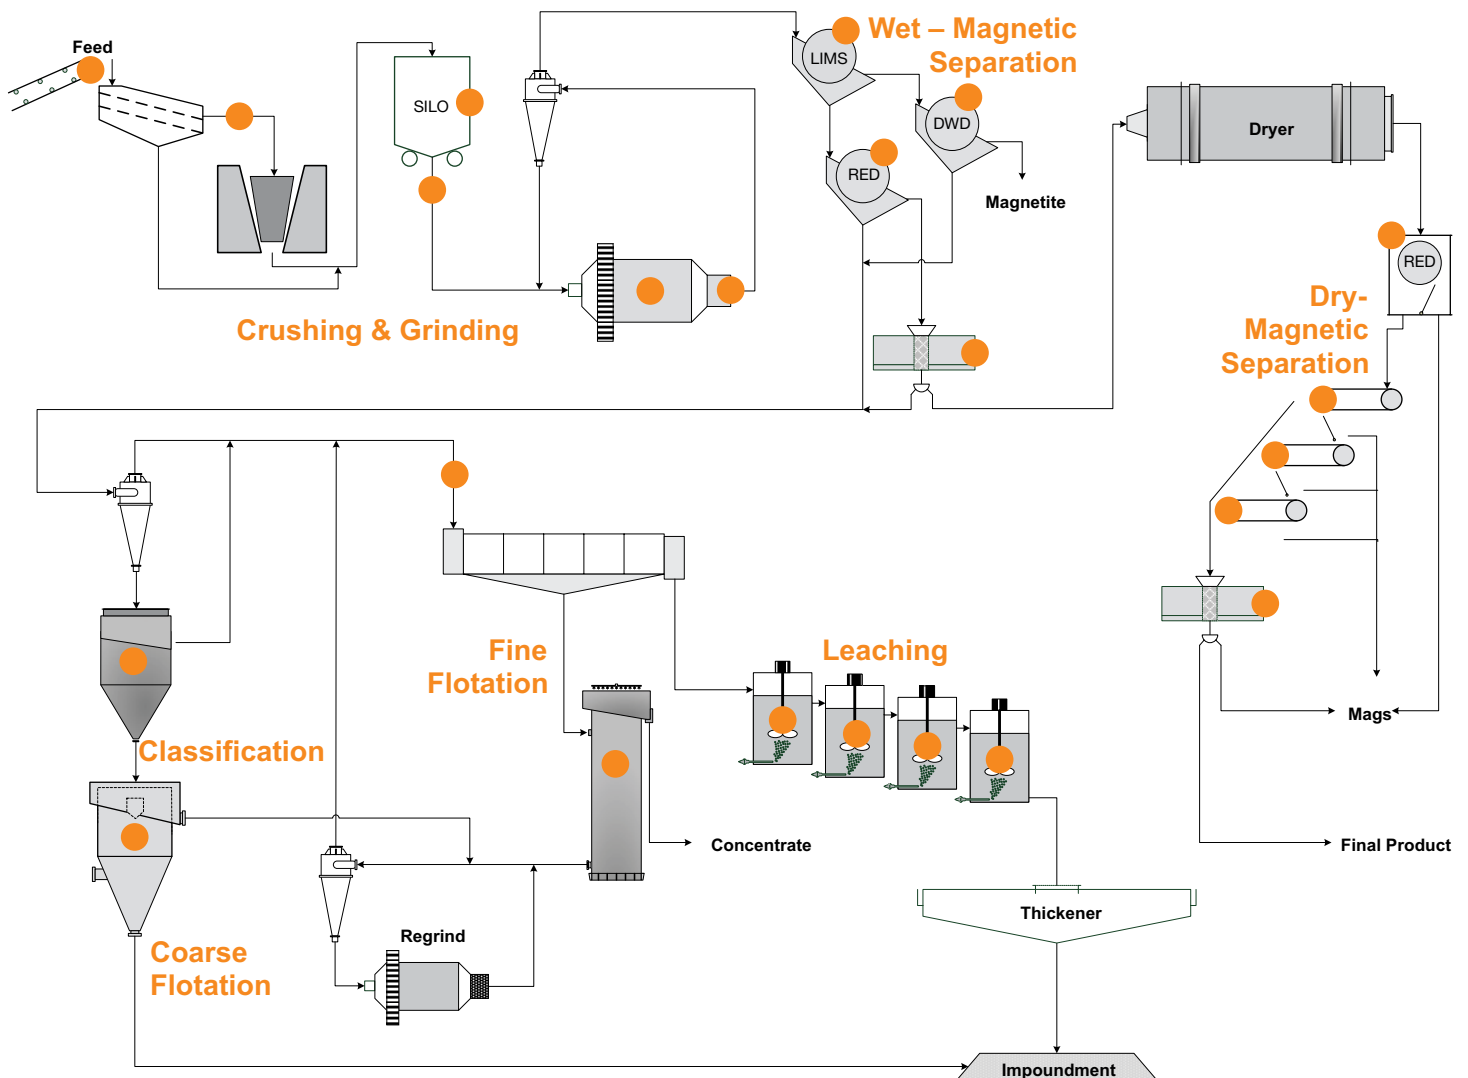 Feed
SILO
LIMS
Wet – Magnetic
Separation
DWD
RED
Magnetite
Dryer
RED
Crushing & Grinding
Dry-
Magnetic
Separation
Fine
Flotation
Leaching
Classification
Mags
Concentrate
Final Product
Thickener
Regrind
Coarse
Flotation
Impoundment